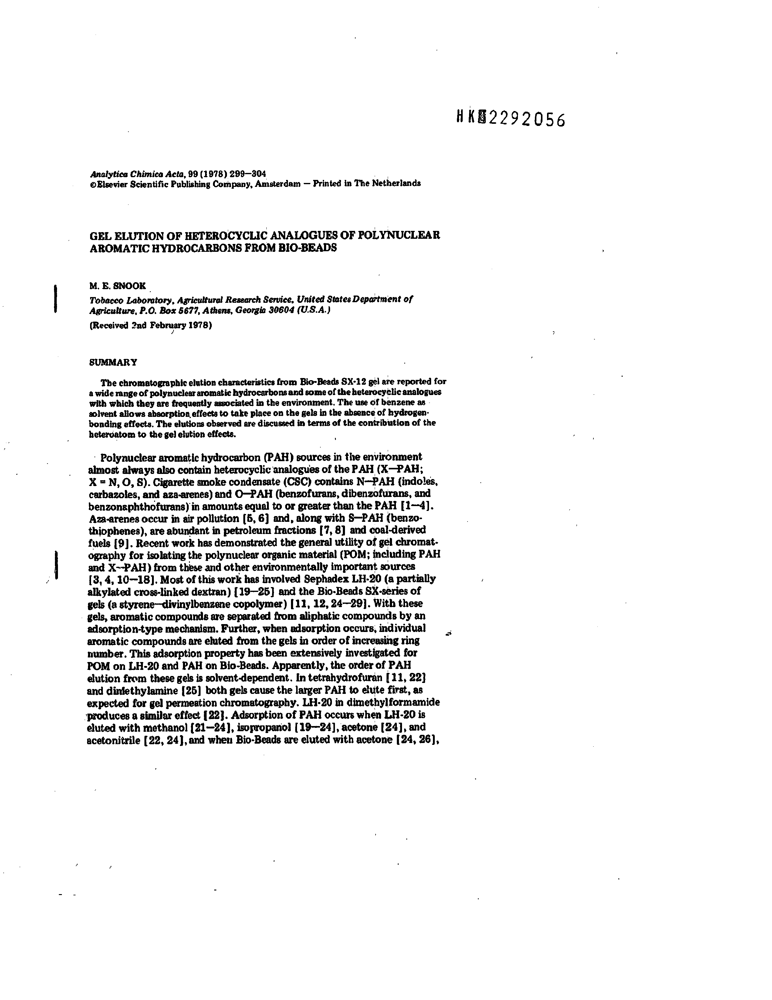 HK02292056
Analytica Chimica Acta, 99 (1978) 299—304
©Elsevier Scientific Publishing Company, Amsterdam — Printed in The Netherlands
GEL ELUTION OF HETEROCYCLIC ANALOGUES OF POLYNUCLEAR
AROMATIC HYDROCARBONS FROM BIO-BEADS
M. E. SNOOK
Tobacco Laboratory, Agricultural Research Service, United States Department of
Agriculture, P.O. Box 5677, Athens, Georgia 30604 (U.S.A.)
(Received 2nd February 1978)
SUMMARY
The chromatographic elution characteristics from Bio-Beads SX-12 gel are reported for
a wide range of polynuclear aromatic hydrocarbons and some of the heterocyclic analogues
with which they are frequently associated in the environment. The use of benzene as
solvent allows absorption effects to take place on the gels in the absence of hydrogen-
bonding effects. The elutions observed are discussed in terms of the contribution of the
heteroatom to the gel elution effects.
Polynuclear aromatic hydrocarbon (PAH) sources in the environment
almost always also contain heterocyclic analogues of the PAH (X—PAH;
X = N, O, S). Cigarette smoke condensate (CSC) contains N—PAH (indoles,
carbazoles, and aza-arenes) and O—PAH (benzofurans, dibenzofurans, and
benzonaphthofurans) in amounts equal to or greater than the PAH [1—4].
Aza-arenes occur in air pollution [5, 6] and, along with S—PAH (benzo-
thiophenes), are abundant in petroleum fractions [7, 8] and coal-derived
fuels [9]. Recent work has demonstrated the general utility of gel chromat-
ography for isolating the polynuclear organic material (POM; including PAH
and X—PAH) from these and other environmentally important sources
[3, 4, 10—18]. Most of this work has involved Sephadex LH-20 (a partially
alkylated cross-linked dextran) [19—25] and the Bio-Beads SX-series of
gels (a styrene—divinylbenzene copolymer) [11, 12, 24—29]. With these
gels, aromatic compounds are separated from aliphatic compounds by an
adsorption-type mechanism. Further, when adsorption occurs, individual
aromatic compounds are eluted from the gels in order of increasing ring
number. This adsorption property has been extensively investigated for
POM on LH-20 and PAH on Bio-Beads. Apparently, the order of PAH
elution from these gels is solvent-dependent. In tetrahydrofuran [11, 22]
and diethylamine [25] both gels cause the larger PAH to elute first, as
expected for gel permeation chromatography. LH-20 in dimethylformamide
produces a similar effect [22]. Adsorption of PAH occurs when LH-20 is
eluted with methanol [21—24], isopropanol [19—24], acetone [24], and
acetonitrile [22, 24], and when Bio-Beads are eluted with acetone [24, 26],